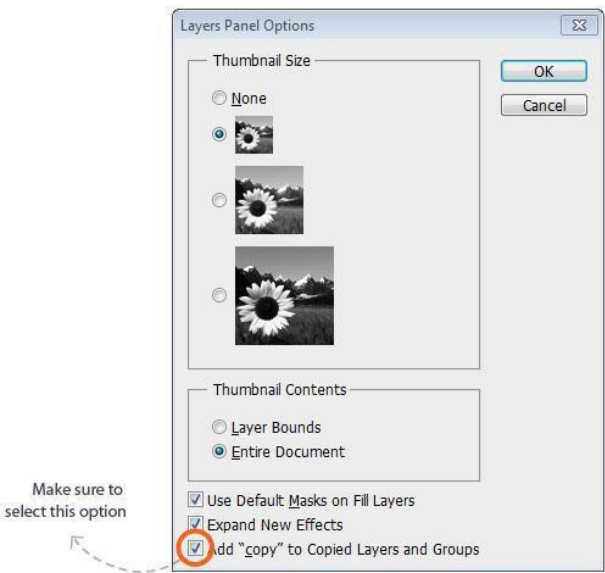 Layers Panel Options
Thumbnail Size
OK
None
Cancel
Thumbnail Contents
Layer Bounds
Entire Document
Make sure to
select this option
Use Default Masks on Fill Layers
Expand New Effects
Add “copy” to Copied Layers and Groups